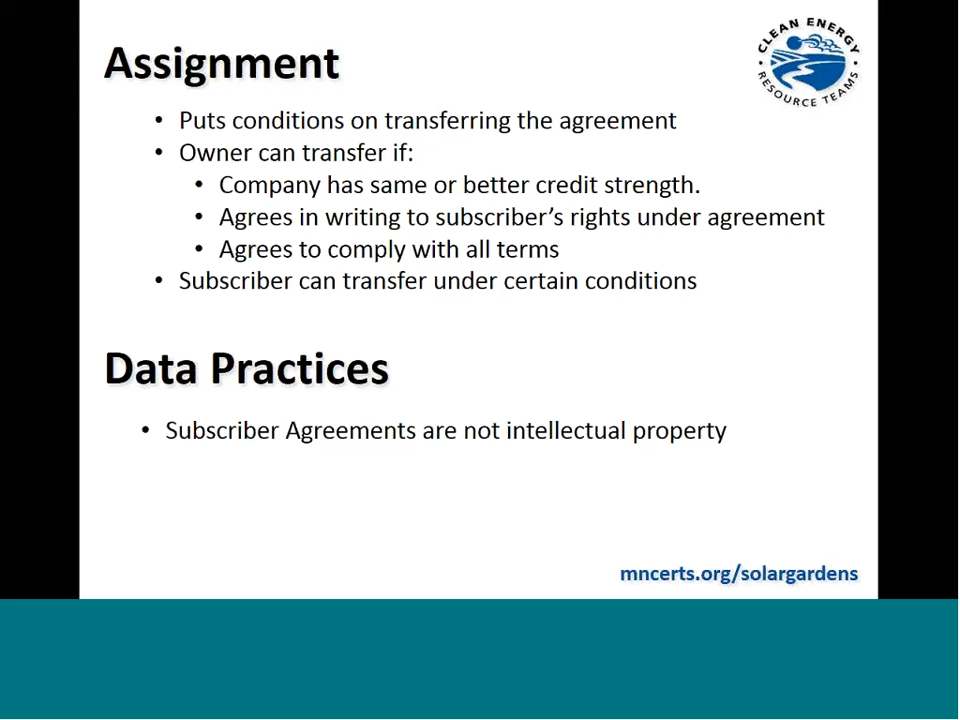 Assignment
CLEAN ENERGY
RESOURCE TEAMS
• Puts conditions on transferring the agreement
• Owner can transfer if:
• Company has same or better credit strength.
• Agrees in writing to subscriber’s rights under agreement
• Agrees to comply with all terms
• Subscriber can transfer under certain conditions
Data Practices
• Subscriber Agreements are not intellectual property
mncerts.org/solargardens